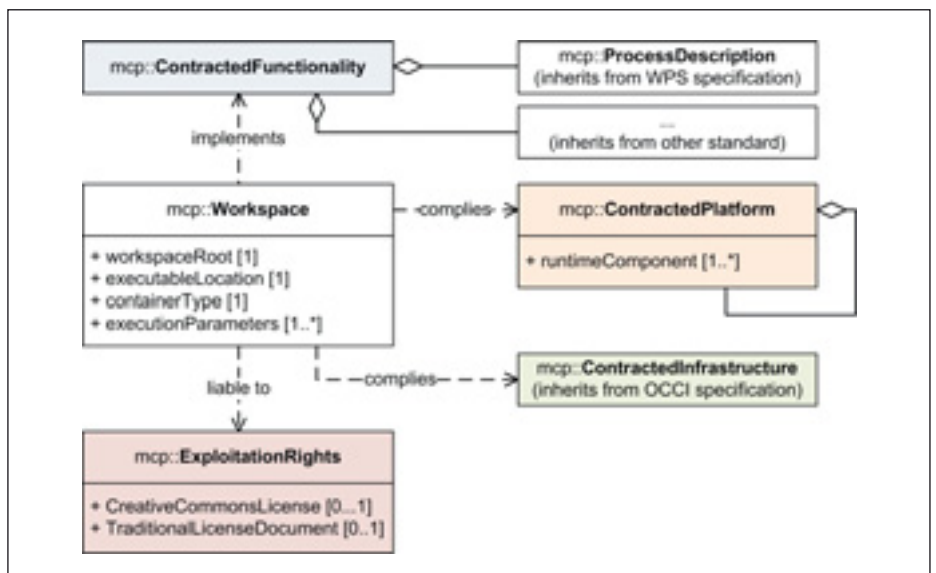 mcp::ContractedFunctionality
mcp::ProcessDescription
(inherits from WPS specification)
...
(inherits from other standard)
implements
mcp::Workspace
+ workspaceRoot [1]
+ executableLocation [1]
+ containerType [1]
+ executionParameters [1..*]
complies
mcp::ContractedPlatform
+ runtimeComponent [1..*]
complies
mcp::ContractedInfrastructure
(inherits from OCCI specification)
liable to
mcp::ExploitationRights
+ CreativeCommonsLicense [0...1]
+ TraditionalLicenseDocument [0..1]